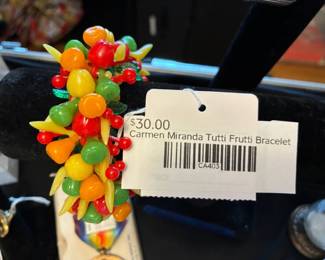 $30.00
Carmen Miranda Tutti Frutti Bracelet
CA403